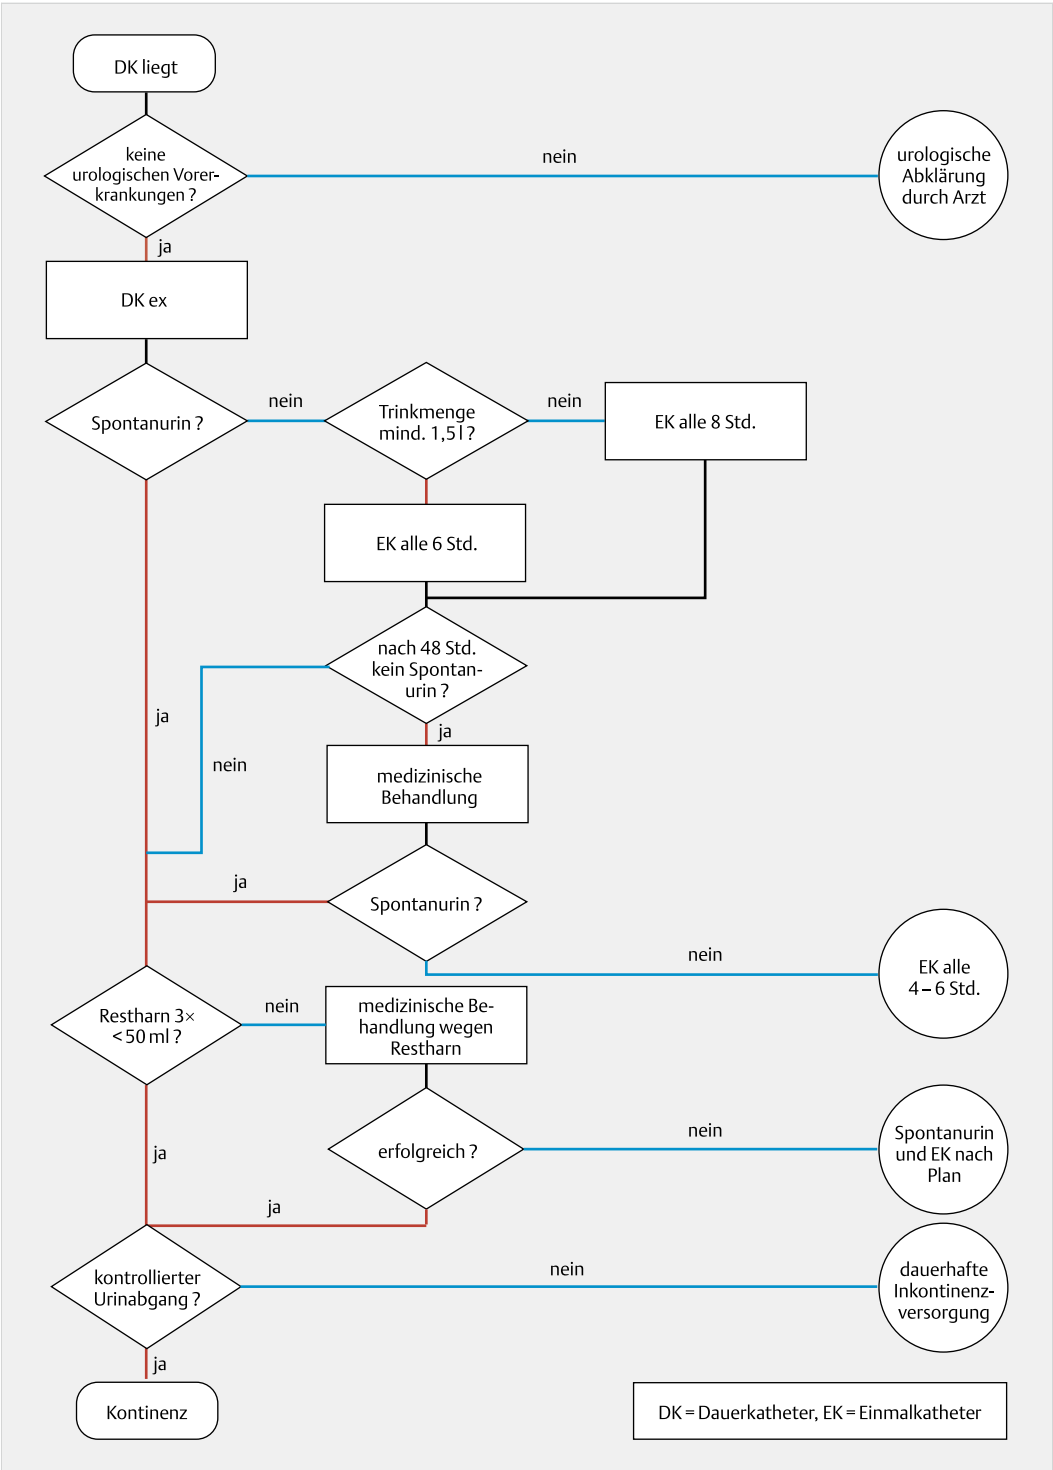 DK liegt
keine
urologischen Vorer-
krankungen ?
nein
urologische
Abklärung
durch Arzt
ja
DK ex
Spontanurin ?
nein
Trinkmenge
mind. 1,5 l ?
nein
EK alle 8 Std.
EK alle 6 Std.
nach 48 Std.
kein Spontan-
urin ?
ja
nein
ja
medizinische
Behandlung
Spontanurin ?
ja
nein
EK alle
4 – 6 Std.
Restharn 3×
< 50 ml ?
nein
medizinische Be-
handlung wegen
Restharn
erfolgreich ?
nein
Spontanurin
und EK nach
Plan
ja
ja
kontrollierter
Urinabgang ?
nein
dauerhafte
Inkontinenz-
versorgung
ja
Kontinenz
DK = Dauerkatheter, EK = Einmalkatheter